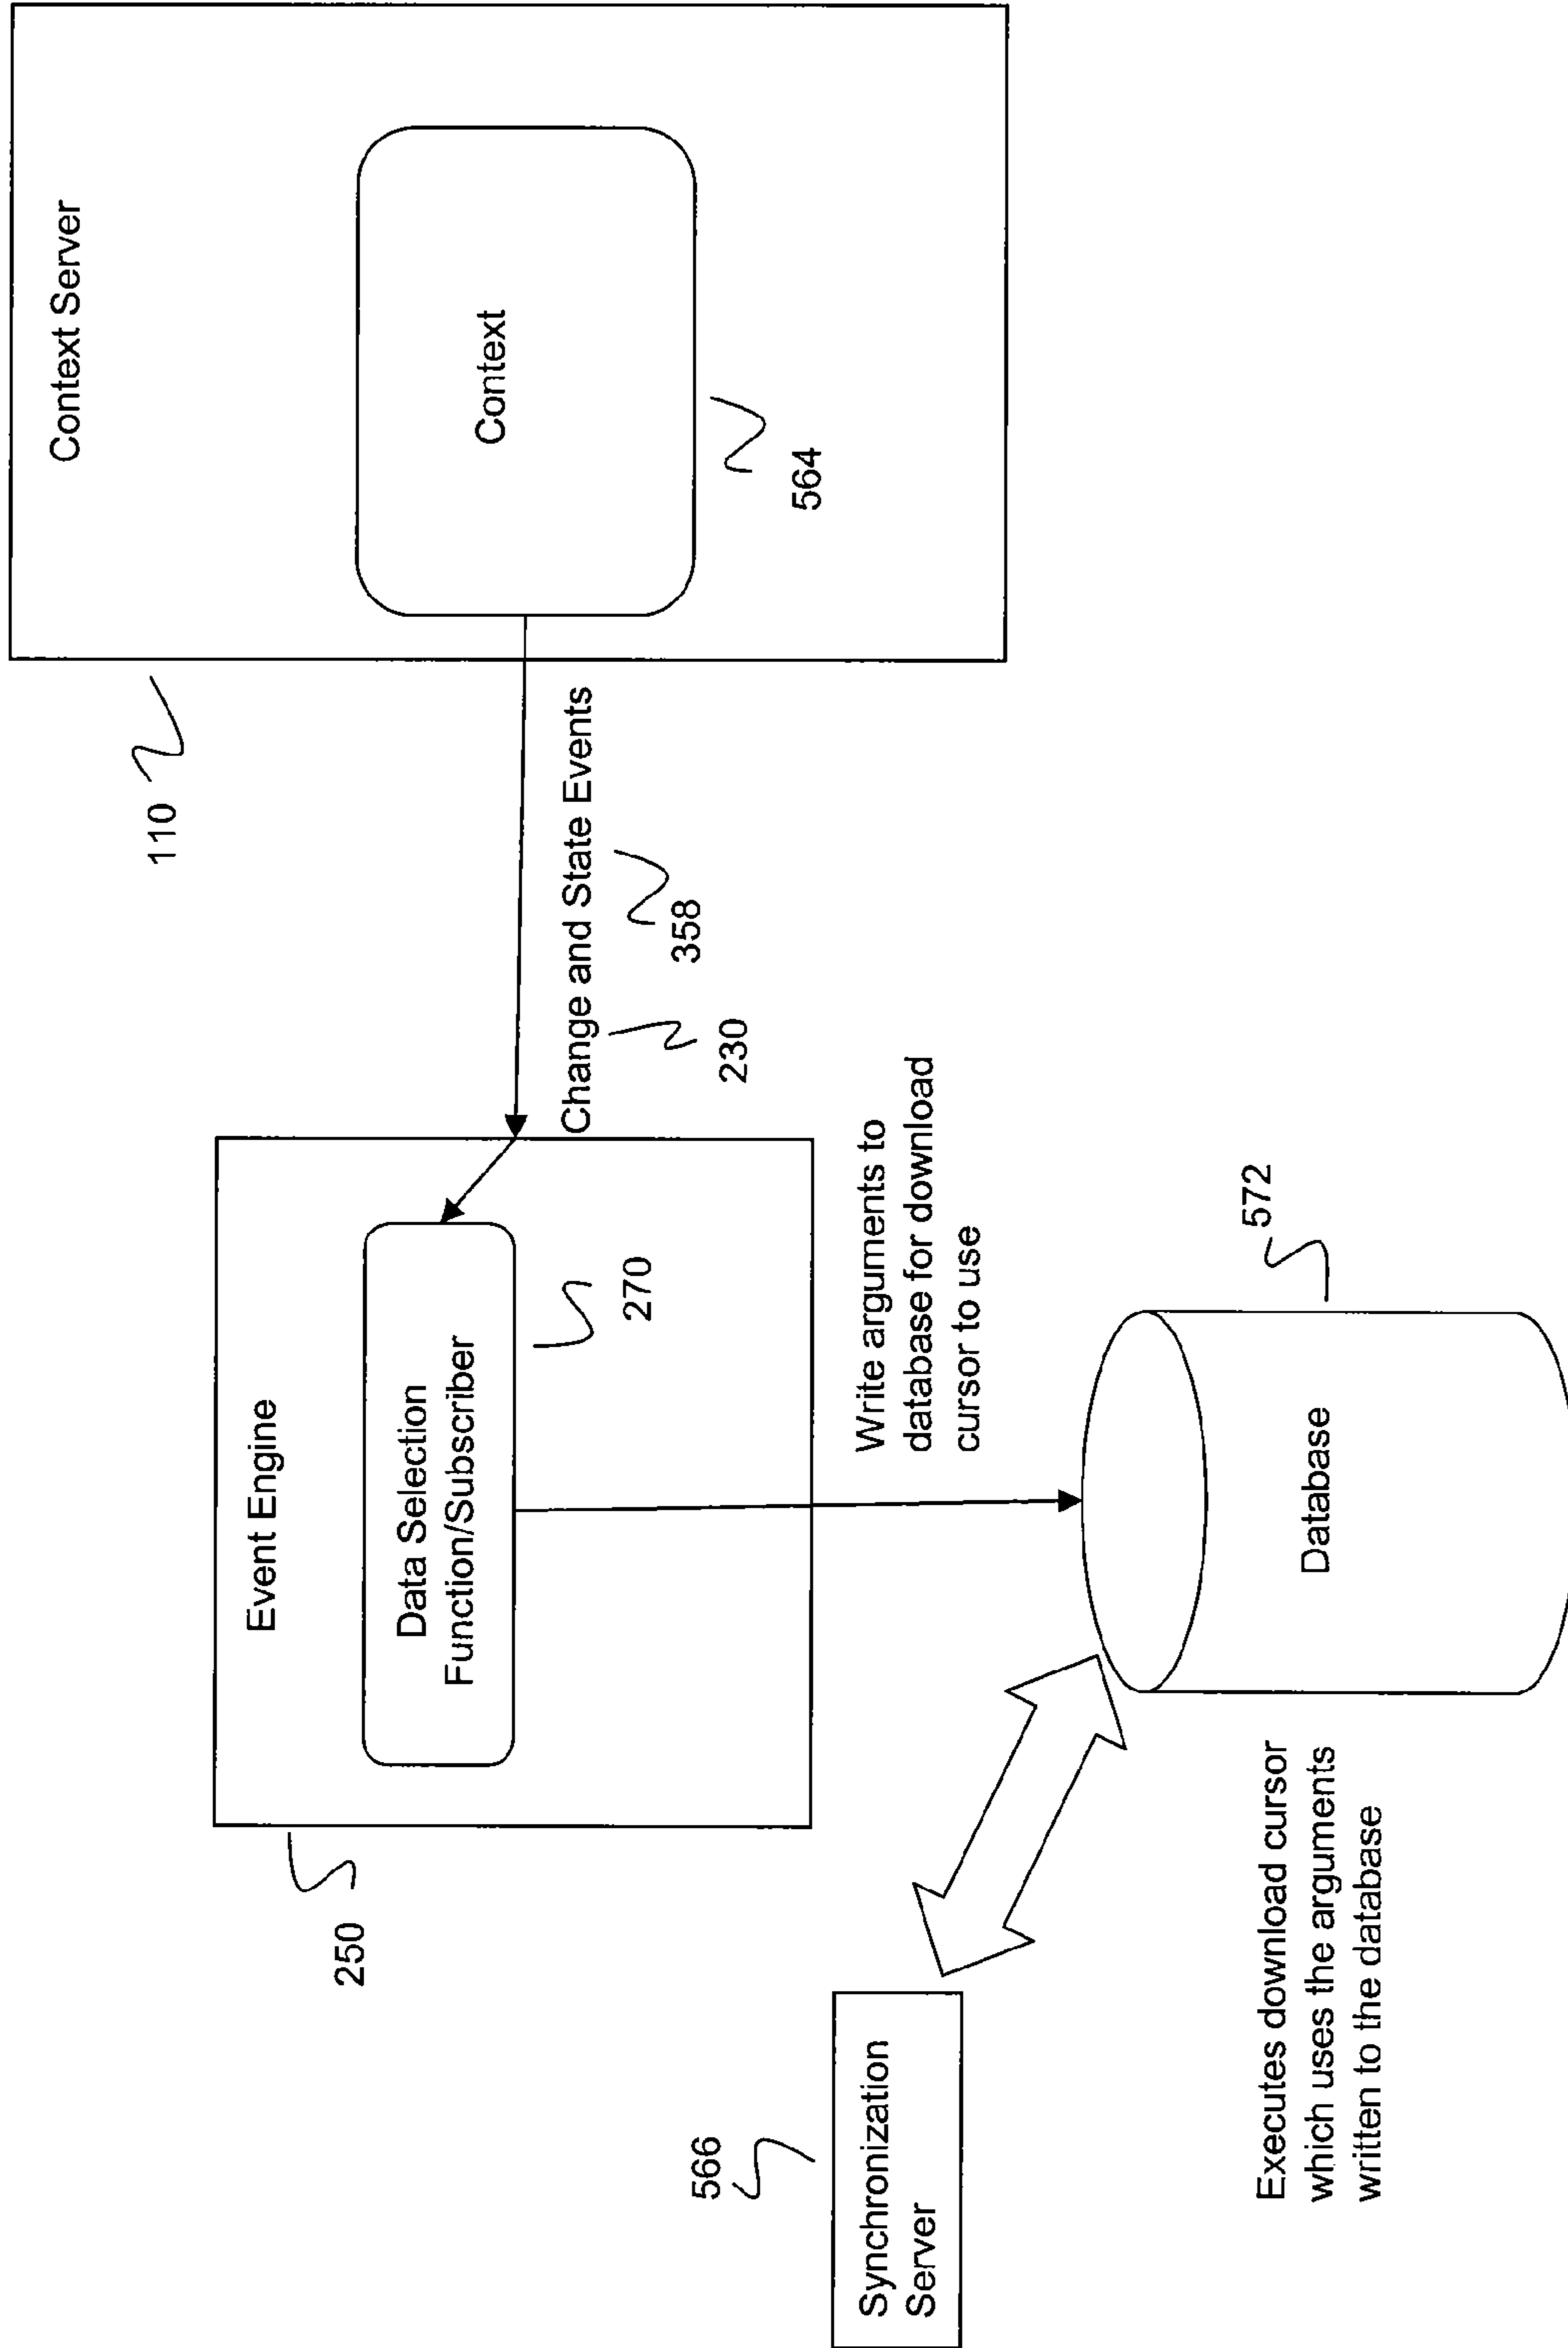 Context Server
Context
564
110
Change and State Events
358
230
Event Engine
Data Selection
Function/Subscriber
270
250
Write arguments to
database for download
cursor to use
572
Database
Synchronization
Server
566
Executes download cursor
which uses the arguments
written to the database